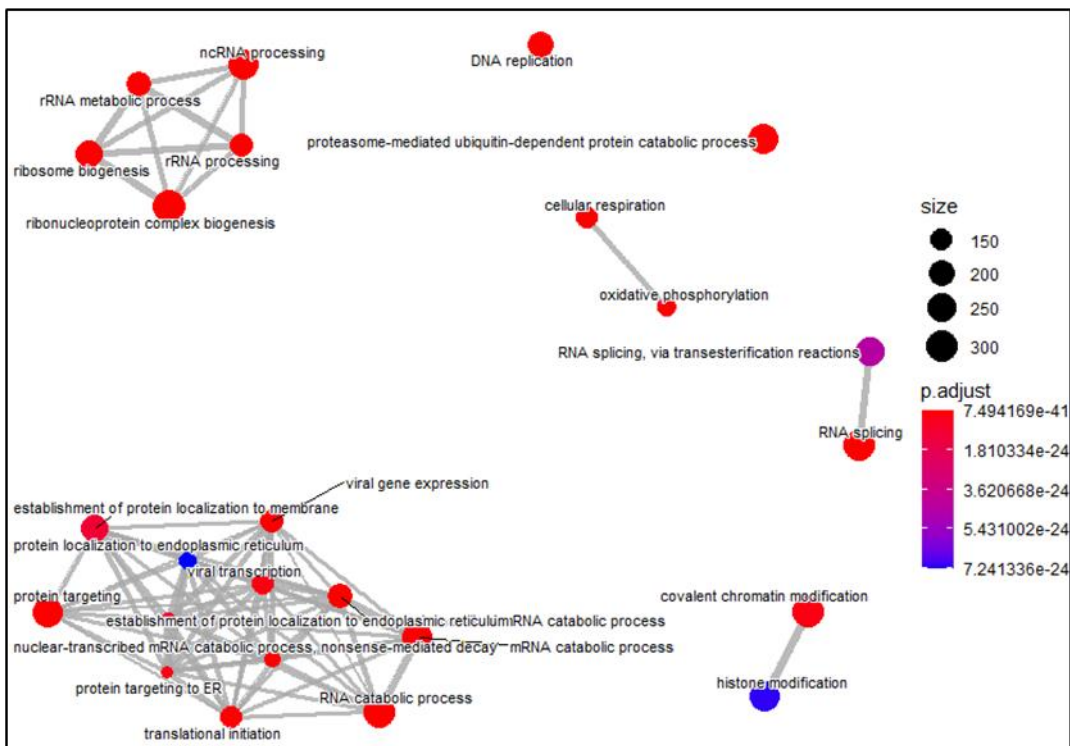 ncRNA processing
DNA replication
rRNA metabolic process
proteasome-mediated ubiquitin-dependent protein catabolic process
rRNA processing
ribosome biogenesis
cellular respiration
size
ribonucleoprotein complex biogenesis
150
200
250
300
oxidative phosphorylation
RNA splicing, via transesterification reactions
p.adjust
7.494169e-41
1.810334e-24
3.620668e-24
5.431002e-24
7.241336e-24
RNA splicing
viral gene expression
establishment of protein localization to membrane
protein localization to endoplasmic reticulum
viral transcription
protein targeting
covalent chromatin modification
establishment of protein localization to endoplasmic reticulum
mRNA catabolic process
nuclear-transcribed mRNA catabolic process, nonsense-mediated decay
mRNA catabolic process
protein targeting to ER
RNA catabolic process
histone modification
translational initiation